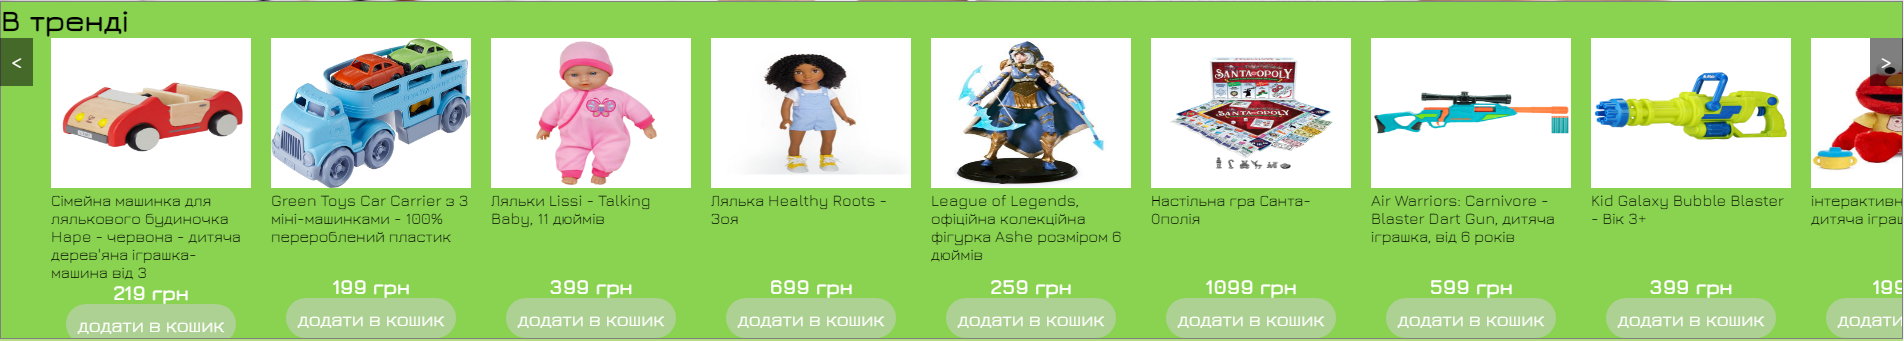 В тренді
<
>
Сімейна машинка для
лялькового будиночка
Hape - червона - дитяча
дерев'яна іграшка-
машина від 3
219 грн
додати в кошик
Green Toys Car Carrier з 3
міні-машинками - 100%
перероблений пластик
199 грн
додати в кошик
Ляльки Lissi - Talking
Baby, 11 дюймів
399 грн
додати в кошик
Лялька Healthy Roots -
Зоя
699 грн
додати в кошик
SANTA-OPOLY
SANTA-OPOLY
League of Legends,
офіційна колекційна
фігурка Ashe розміром 6
дюймів
259 грн
додати в кошик
Настільна гра Санта-
Ополія
1099 грн
додати в кошик
Air Warriors: Carnivore -
Blaster Dart Gun, дитяча
іграшка, від 6 років
599 грн
додати в кошик
Kid Galaxy Bubble Blaster
- Вік 3+
399 грн
додати в кошик
інтерактивн
дитяча іграш
199
додати